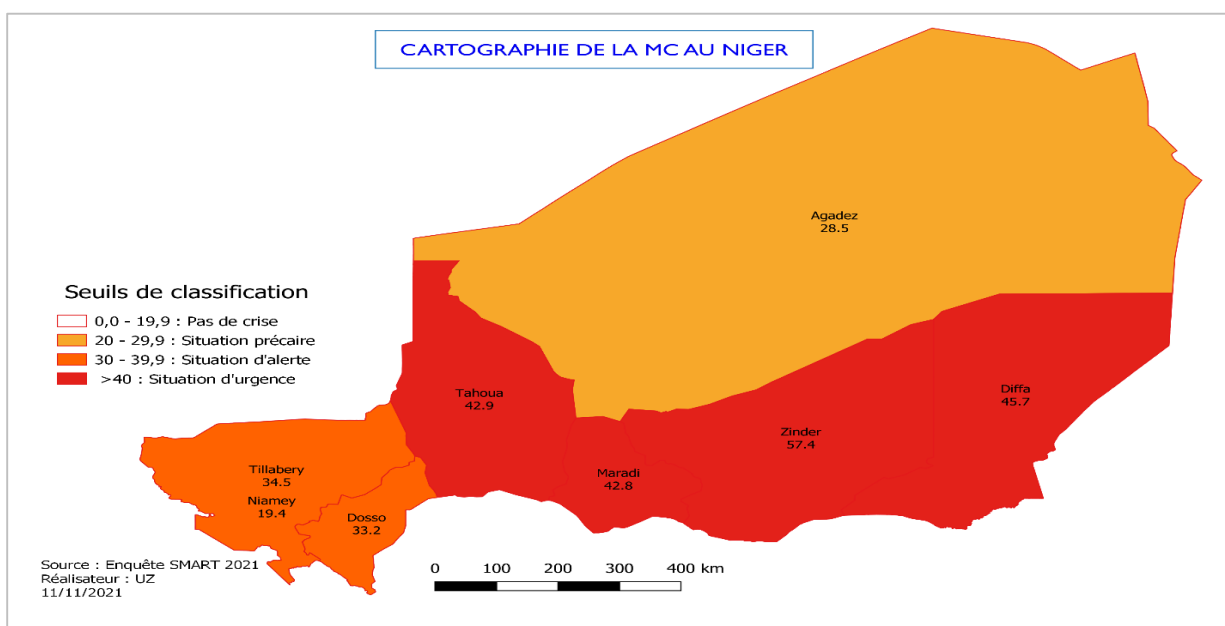 CARTOGRAPHIE DE LA MC AU NIGER
Agadez
28.5
Seuils de classification
0,0 - 19,9 : Pas de crise
20 - 29,9 : Situation précaire
30 - 39,9 : Situation d'alerte
>40 : Situation d'urgence
Tahoua
42.9
Diffa
45.7
Zinder
57.4
Maradi
42.8
Tillabery
34.5
Niamey
19.4
Dosso
33.2
Source : Enquête SMART 2021
Réalisateur : UZ
11/11/2021
0 100 200 300 400 km